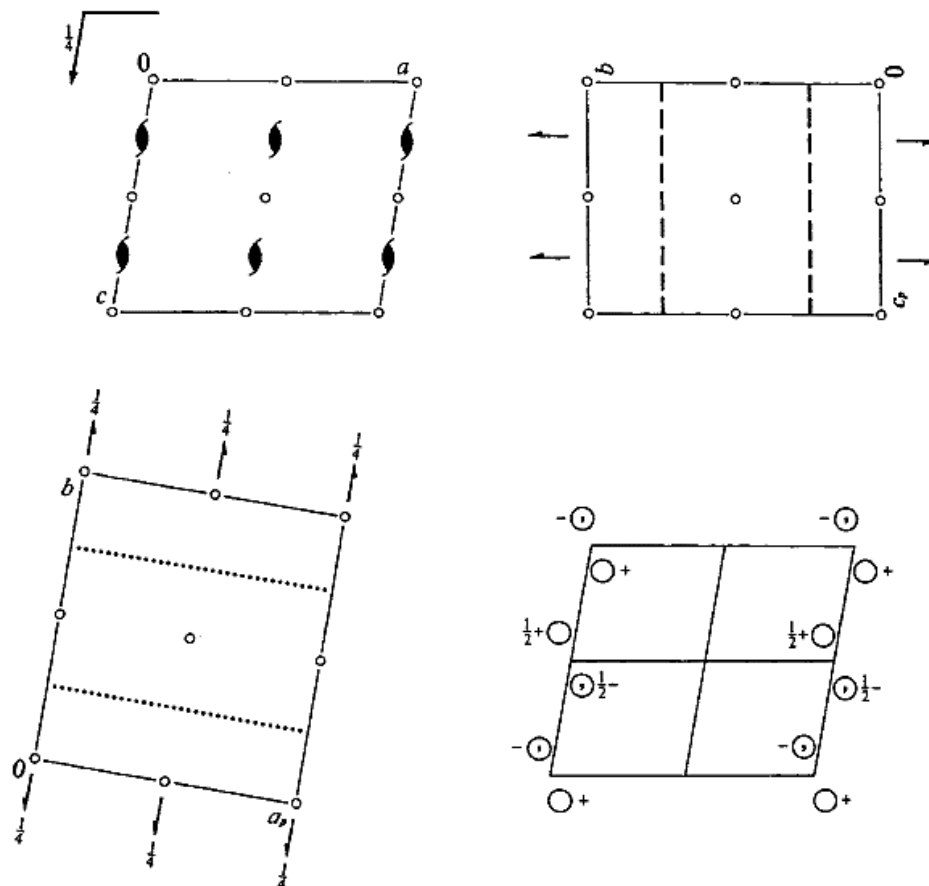 1/4
0 a
c
b 0
c_p
1/4 1/4 1/4
b
0 a_p
1/4 1/4 1/4
- , - ,
+ +
1/2+ 1/2+
, 1/2- , 1/2-
- , - ,
+ +